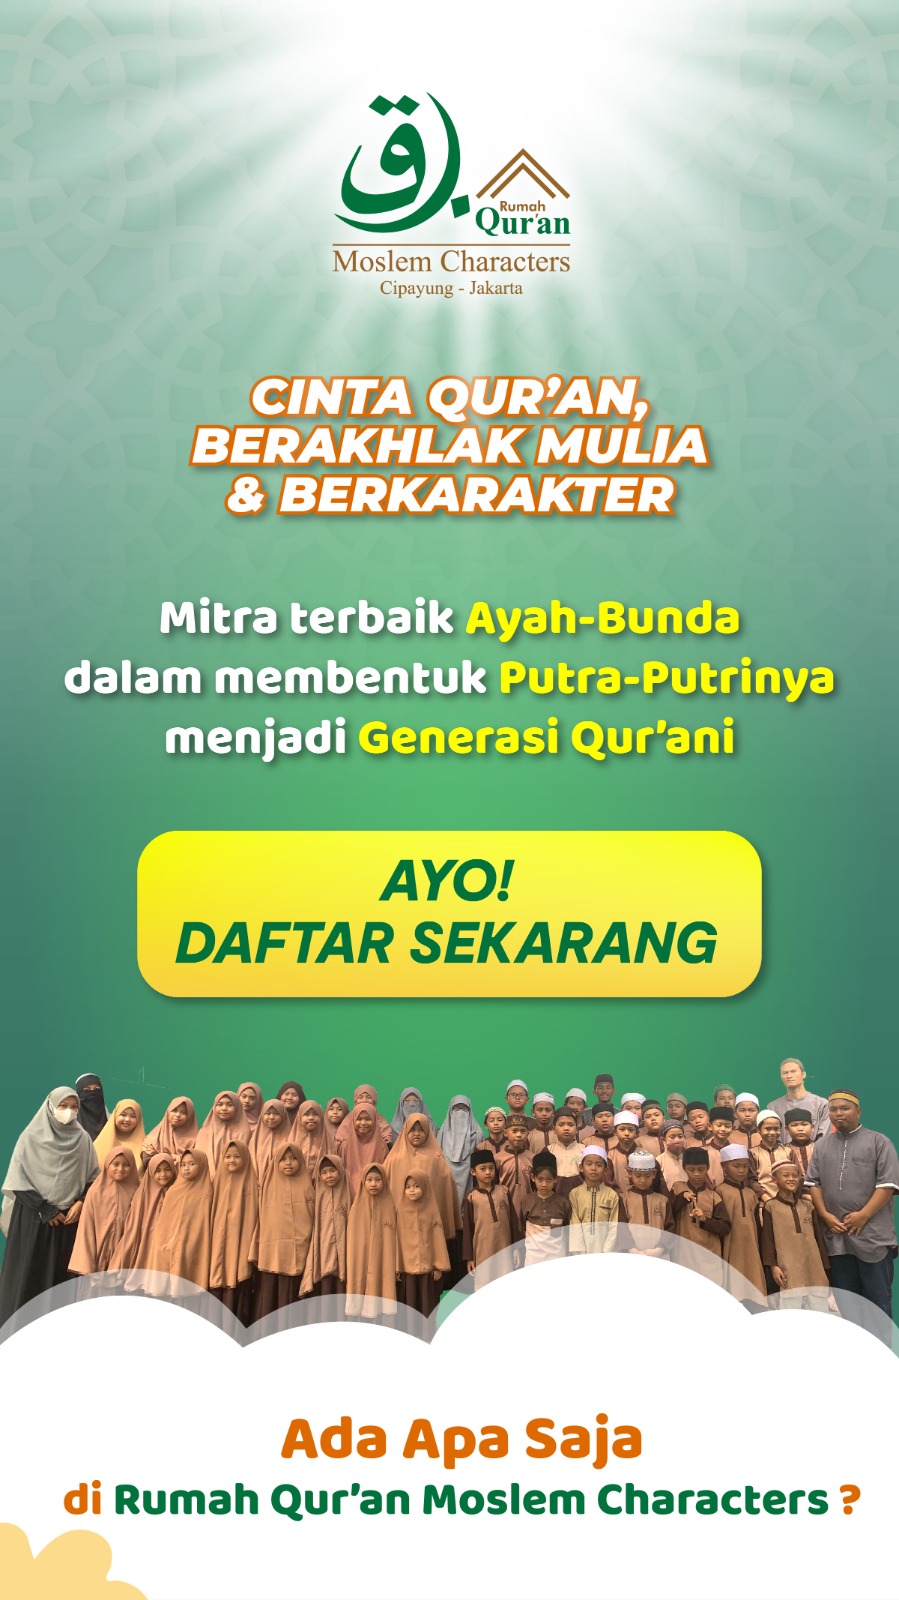 ق.
Rumah
Qur'an
Moslem Characters
Cipayung - Jakarta
CINTA QUR'AN,
BERAKHLAK MULIA
& BERKARAKTER
Mitra terbaik Ayah-Bunda
dalam membentuk Putra-Putrinya
menjadi Generasi Qur'ani
AYO!
DAFTAR SEKARANG
Ada Apa Saja
di Rumah Qur'an Moslem Characters ?